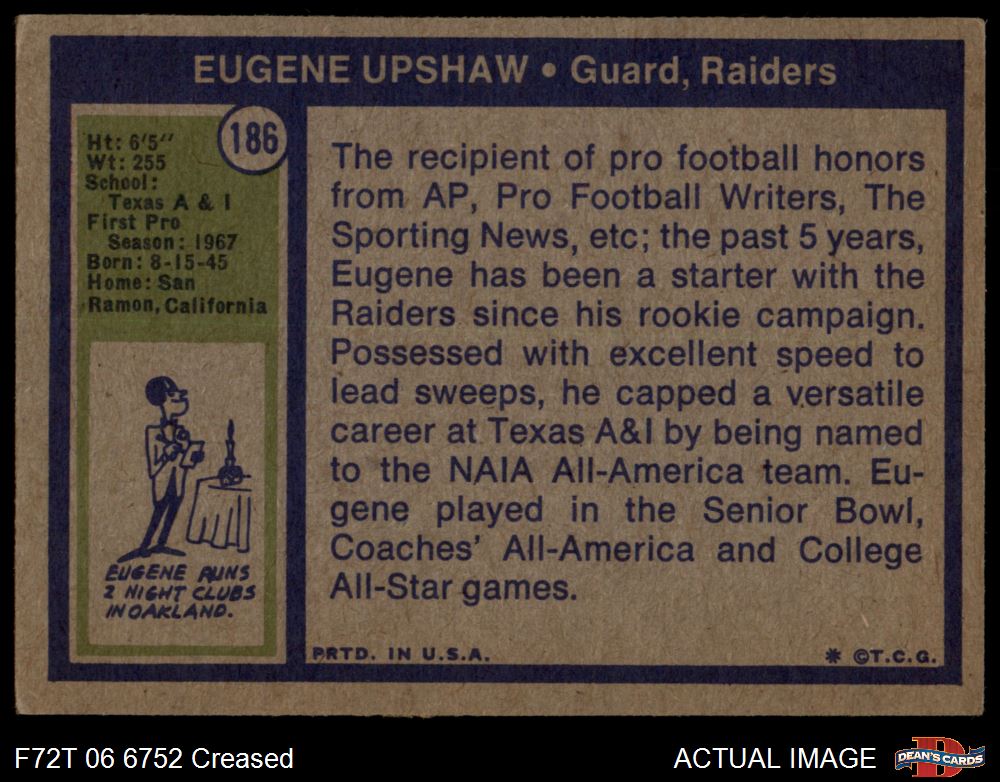 EUGENE UPSHAW • Guard, Raiders
186
Ht: 6'5"
Wt: 255
School:
Texas A & I
First Pro
Season: 1967
Born: 8-15-45
Home: San
Ramon, California
EUGENE RUNS
2 NIGHT CLUBS
IN OAKLAND.
The recipient of pro football honors
from AP, Pro Football Writers, The
Sporting News, etc; the past 5 years,
Eugene has been a starter with the
Raiders since his rookie campaign.
Possessed with excellent speed to
lead sweeps, he capped a versatile
career at Texas A&I by being named
to the NAIA All-America team. Eu-
gene played in the Senior Bowl,
Coaches' All-America and College
All-Star games.
PRTD. IN U.S.A.
* ©T.C.G.
F72T 06 6752 Creased
ACTUAL IMAGE
D
DEAN'S CARDS